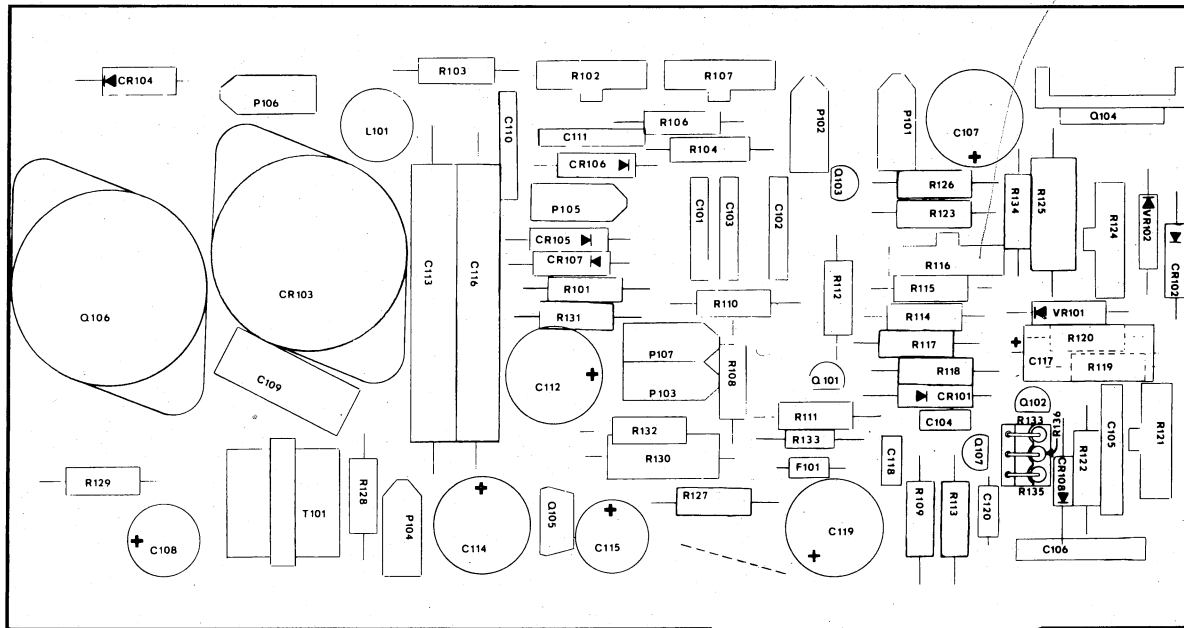 CR104
P106
R103
R102
R107
L101
C110
C111
R106
R104
CR106
P105
P102
P101
C107
+
Q104
Q103
R126
R123
R134
R125
R124
VR102
CR102
C101
C103
C102
CR105
CR107
R101
R131
R116
R115
R114
R112
R110
C113
C116
Q106
CR103
C109
C112
+
P107
P103
R108
Q101
R117
R118
CR101
C104
VR101
+
C117
R120
R119
Q102
R133
R136
R135
CR108
R122
C105
R121
R111
R133
F101
R132
R130
R127
C118
Q107
R109
R113
C120
C106
R129
+
C108
T101
R128
P104
+
C114
Q105
+
C115
C119
+